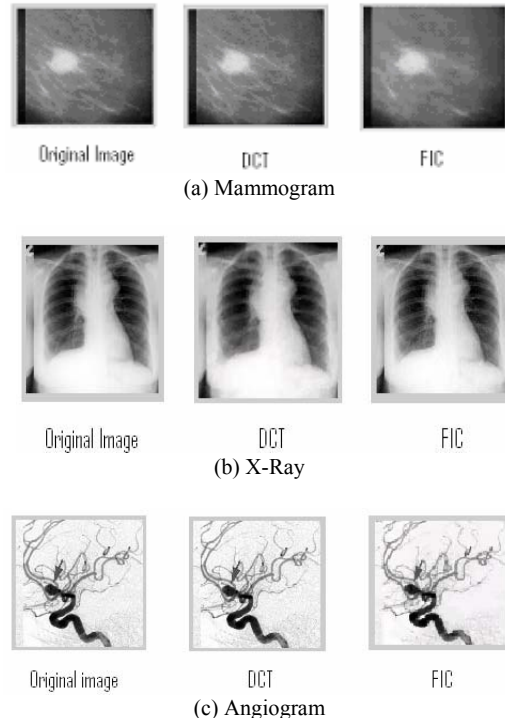 Original Image DCT FIC
(a) Mammogram
Original Image DCT FIC
(b) X-Ray
Original image DCT FIC
(c) Angiogram